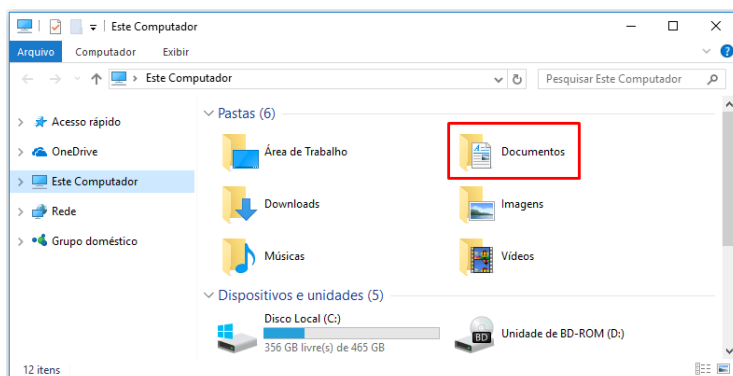 Este Computador
Arquivo Computador Exibir
Este Computador
Pesquisar Este Computador
Acesso rápido
OneDrive
Este Computador
Rede
Grupo doméstico
Pastas (6)
Área de Trabalho
Documentos
Downloads
Imagens
Músicas
Vídeos
Dispositivos e unidades (5)
Disco Local (C:)
356 GB livre(s) de 465 GB
BD
Unidade de BD-ROM (D:)
12 itens